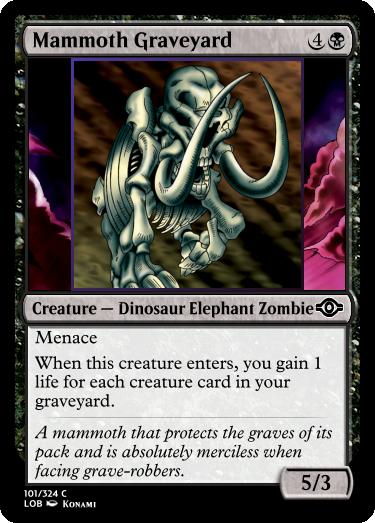 Mammoth Graveyard 4
Creature — Dinosaur Elephant Zombie
Menace
When this creature enters, you gain 1
life for each creature card in your
graveyard.
A mammoth that protects the graves of its
pack and is absolutely merciless when
facing grave-robbers.
5/3
101/324 C
LOB Konami